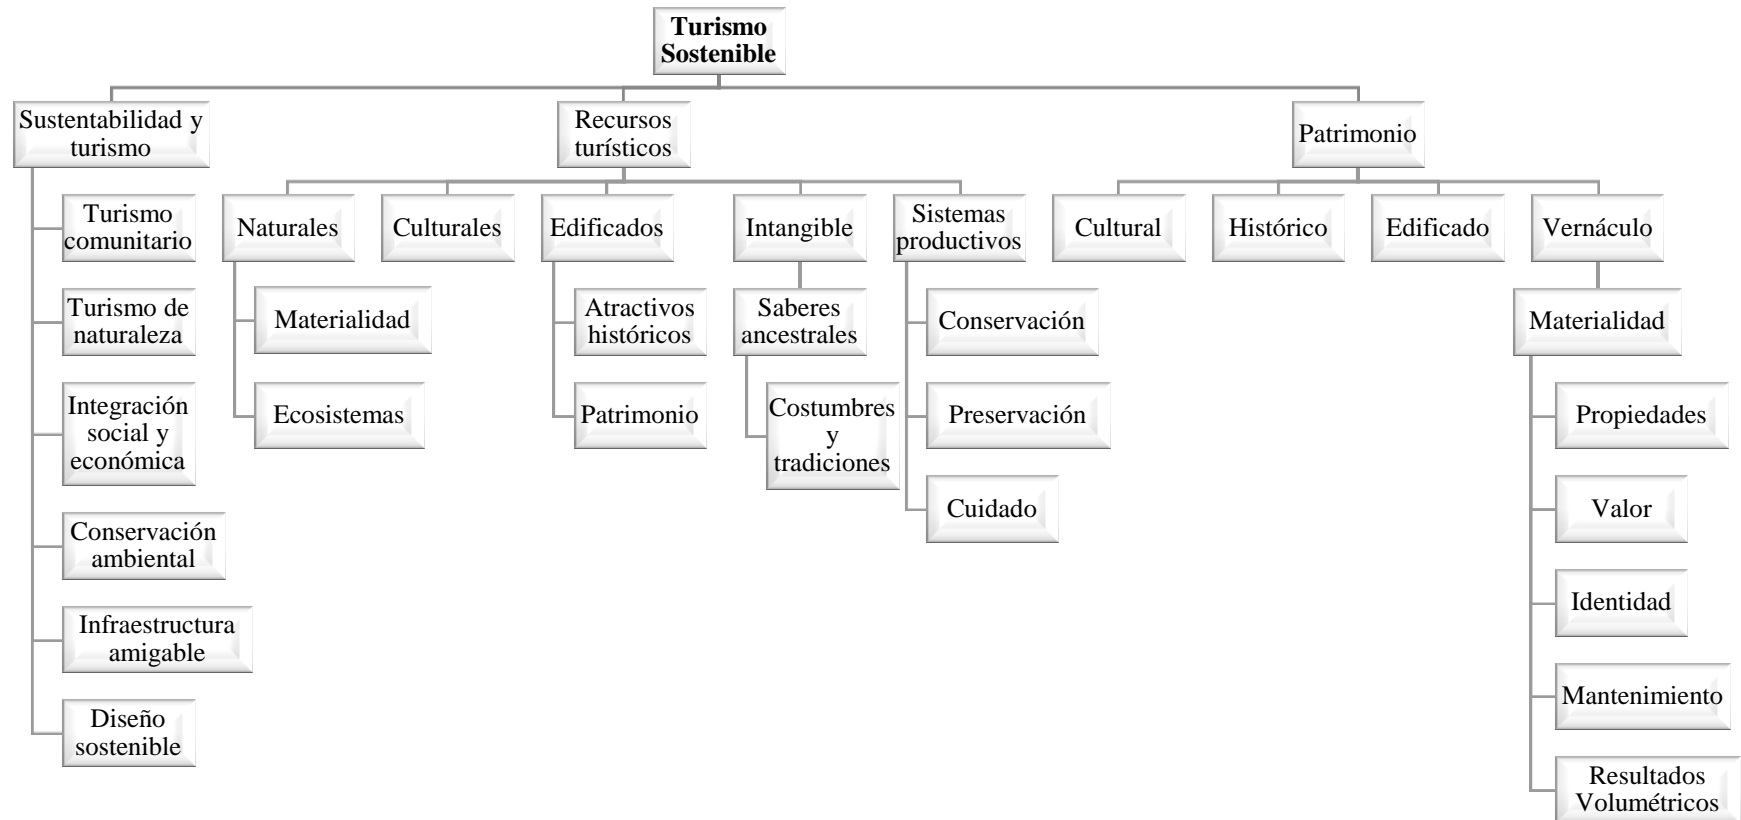 Turismo
Sostenible
Sustentabilidad y
turismo
Recursos
turísticos
Patrimonio
Turismo
comunitario
Turismo de
naturaleza
Integración
social y
económica
Conservación
ambiental
Infraestructura
amigable
Diseño
sostenible
Naturales
Materialidad
Ecosistemas
Culturales
Edificados
Atractivos
históricos
Patrimonio
Intangible
Saberes
ancestrales
Costumbres
y
tradiciones
Sistemas
productivos
Conservación
Preservación
Cuidado
Cultural
Histórico
Edificado
Vernáculo
Materialidad
Propiedades
Valor
Identidad
Mantenimiento
Resultados
Volumétricos